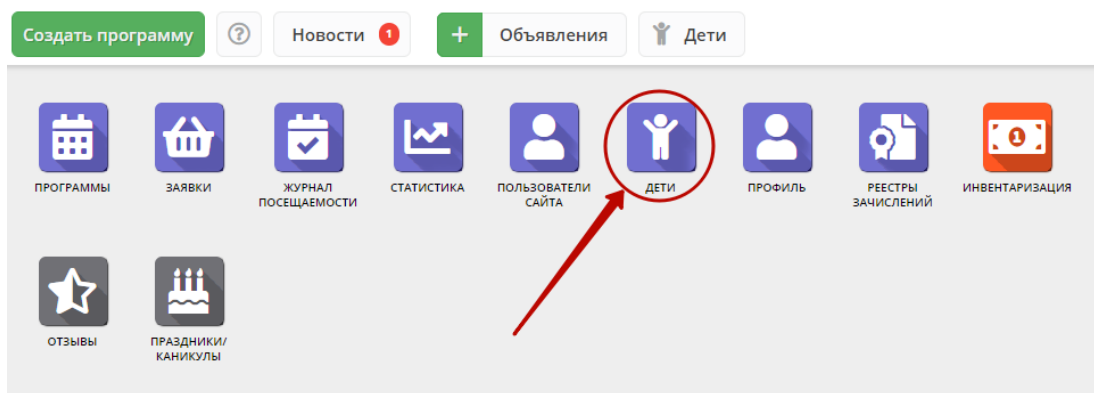 Создать программу ? Новости 1 + Объявления Дети
ПРОГРАММЫ ЗАЯВКИ ЖУРНАЛ ПОСЕЩАЕМОСТИ СТАТИСТИКА ПОЛЬЗОВАТЕЛИ САЙТА ДЕТИ ПРОФИЛЬ РЕЕСТРЫ ЗАЧИСЛЕНИЙ 1 ИНВЕНТАРИЗАЦИЯ
ОТЗЫВЫ ПРАЗДНИКИ/ КАНИКУЛЫ